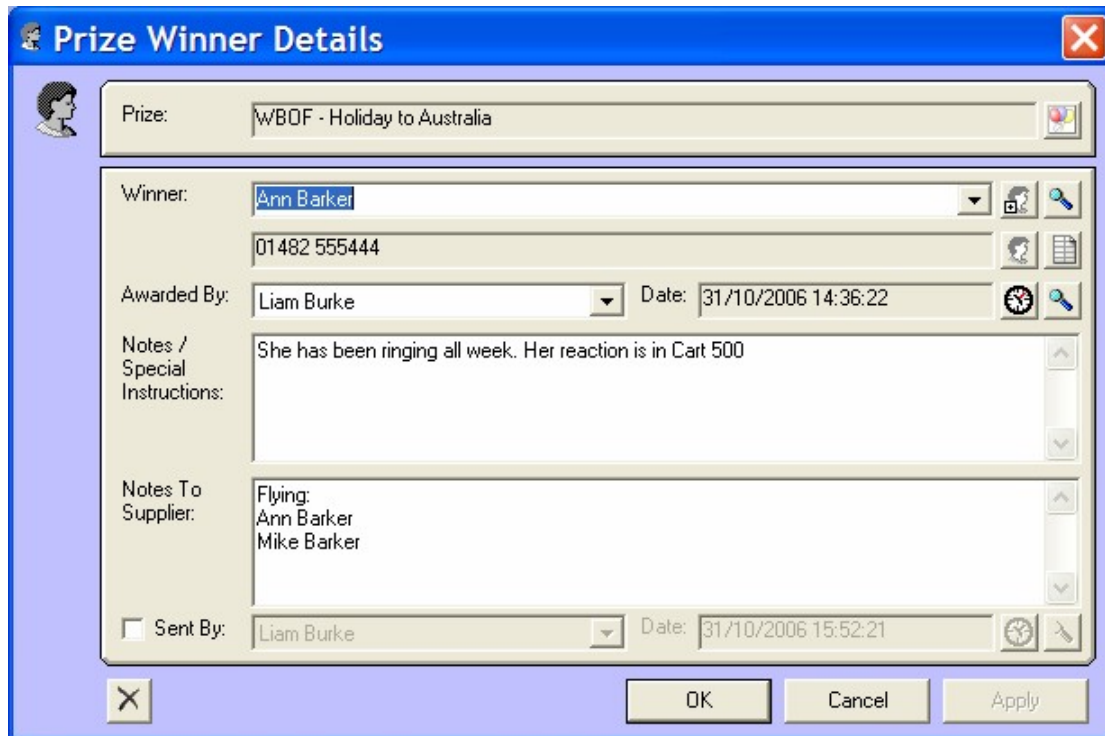 Prize Winner Details
Prize: WBOF - Holiday to Australia
Winner: Ann Barker
01482 555444
Awarded By: Liam Burke Date: 31/10/2006 14:36:22
Notes /
Special
Instructions:
She has been ringing all week. Her reaction is in Cart 500
Notes To
Supplier:
Flying:
Ann Barker
Mike Barker
Sent By: Liam Burke Date: 31/10/2006 15:52:21
OK Cancel Apply